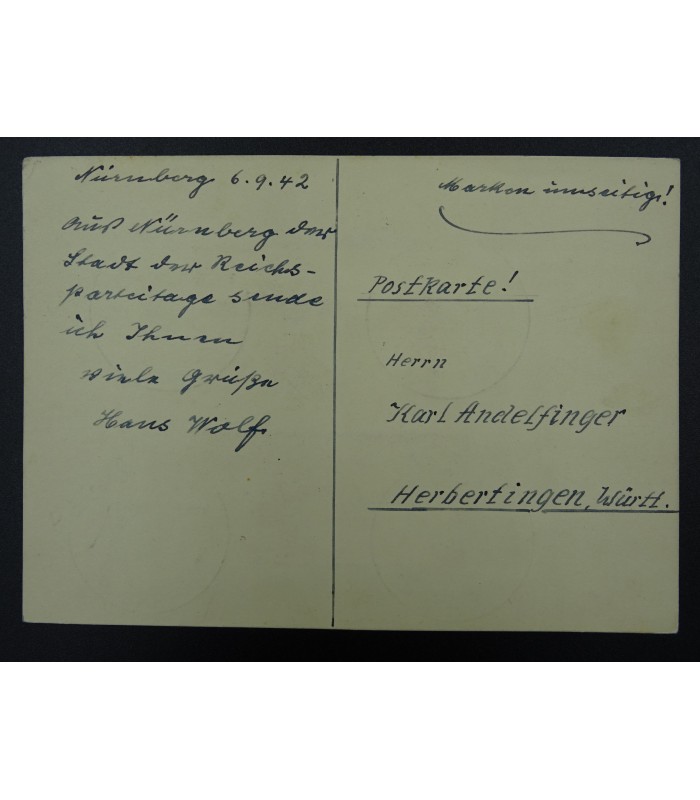 Nürnberg 6.9.42
Aus Nürnberg der
Stadt der Reichs-
parteitage sende
ich Ihnen
viele Grüße
Hans Wolf
Marken umseitig!
Postkarte!
Herrn
Karl Andelfinger
Herbertingen, Württ.